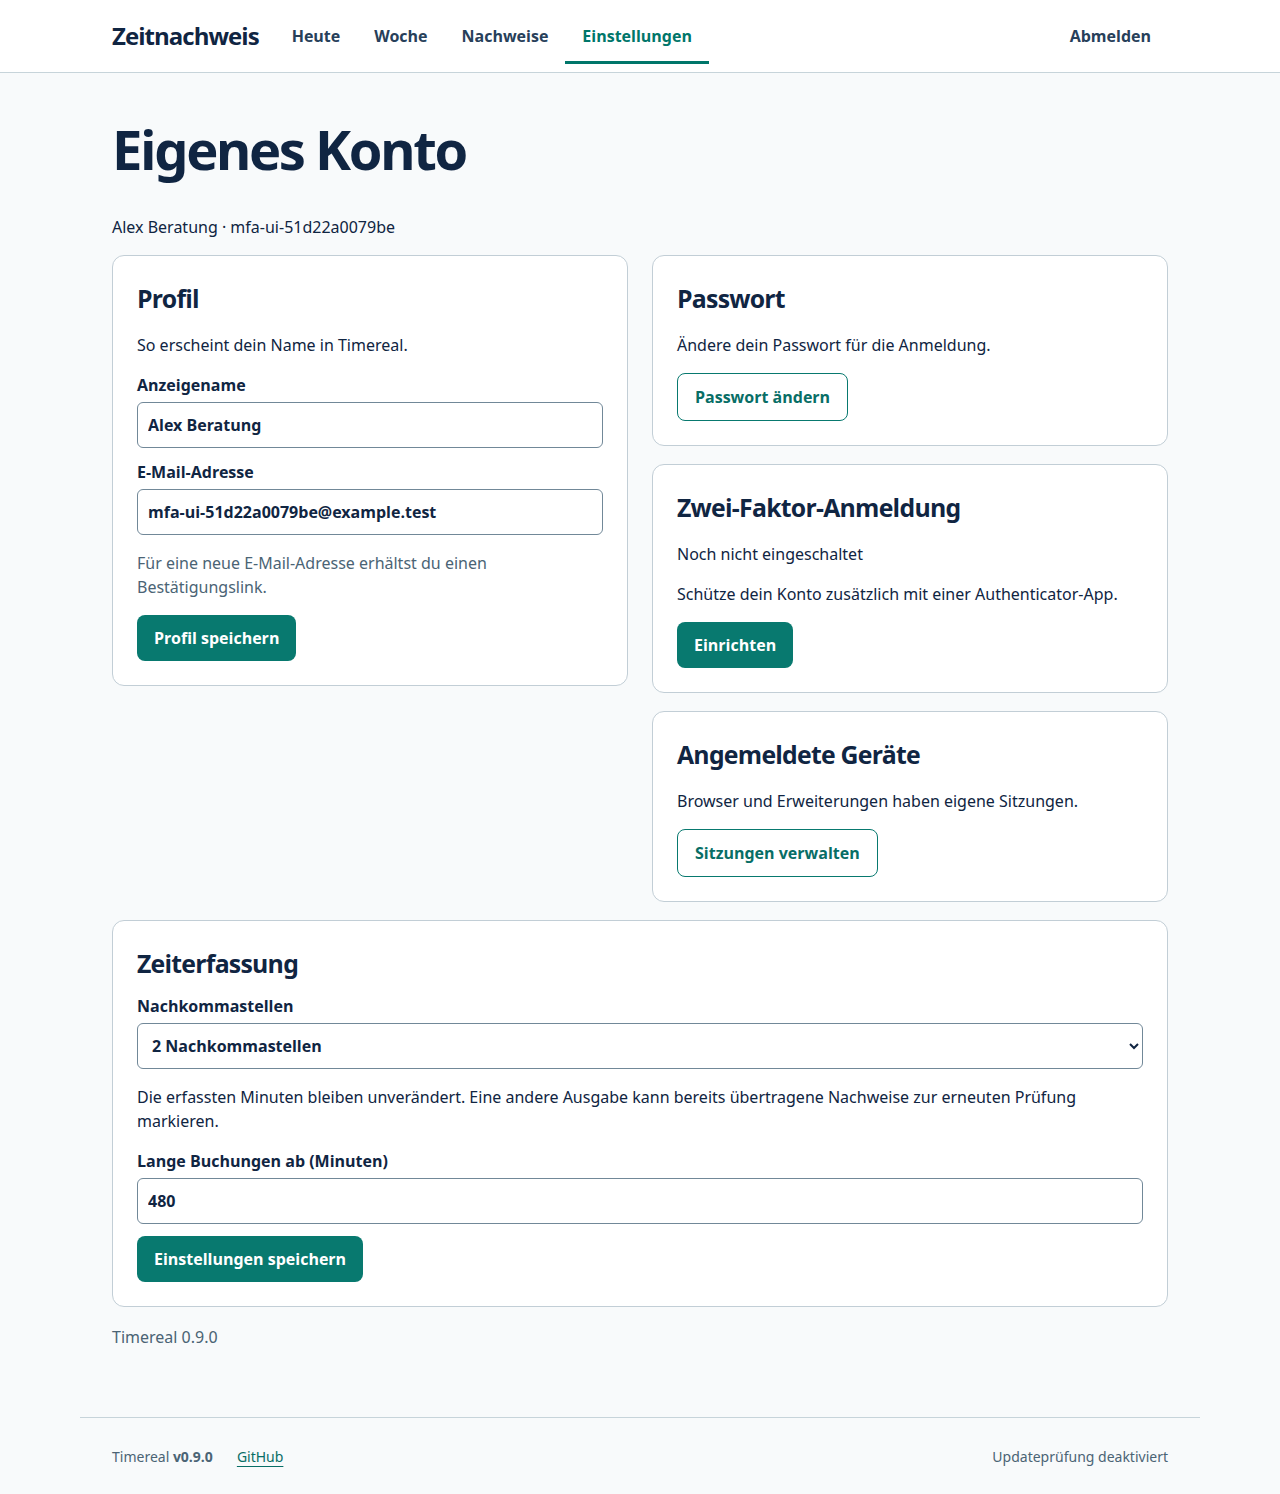 Zeitnachweis
Heute
Woche
Nachweise
Einstellungen
Abmelden
Eigenes Konto
Alex Beratung · mfa-ui-51d22a0079be
Profil
So erscheint dein Name in Timereal.
Anzeigename
Alex Beratung
E-Mail-Adresse
mfa-ui-51d22a0079be@example.test
Für eine neue E-Mail-Adresse erhältst du einen
Bestätigungslink.
Profil speichern
Passwort
Ändere dein Passwort für die Anmeldung.
Passwort ändern
Zwei-Faktor-Anmeldung
Noch nicht eingeschaltet
Schütze dein Konto zusätzlich mit einer Authenticator-App.
Einrichten
Angemeldete Geräte
Browser und Erweiterungen haben eigene Sitzungen.
Sitzungen verwalten
Zeiterfassung
Nachkommastellen
2 Nachkommastellen
Die erfassten Minuten bleiben unverändert. Eine andere Ausgabe kann bereits übertragene Nachweise zur erneuten Prüfung
markieren.
Lange Buchungen ab (Minuten)
480
Einstellungen speichern
Timereal 0.9.0
Timereal v0.9.0
GitHub
Updateprüfung deaktiviert